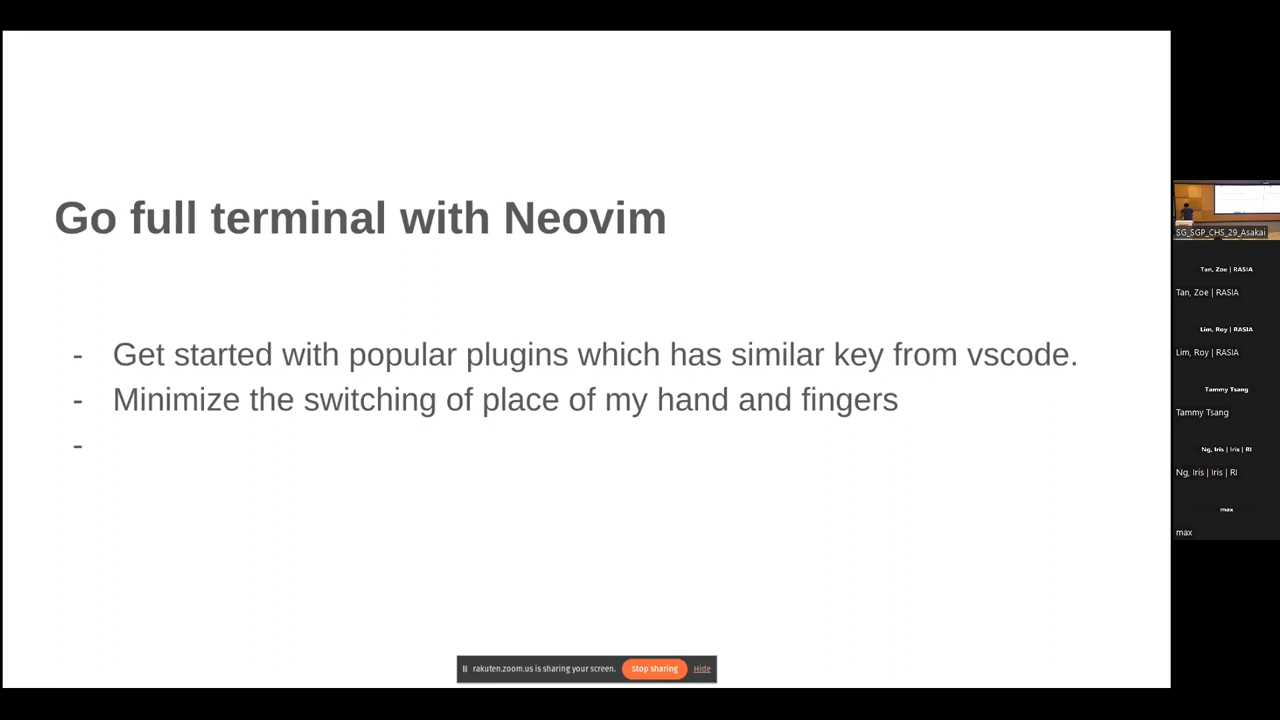 Go full terminal with Neovim
- Get started with popular plugins which has similar key from vscode.
- Minimize the switching of place of my hand and fingers
-
rakuten.zoom.us is sharing your screen. Stop sharing Hide
SG_SGP_CHS_29_Asakai
Tan, Zoe | RASIA
Tan, Zoe | RASIA
Lim, Roy | RASIA
Lim, Roy | RASIA
Tammy Tsang
Tammy Tsang
Ng, Iris | Iris | RI
Ng, Iris | Iris | RI
max
max